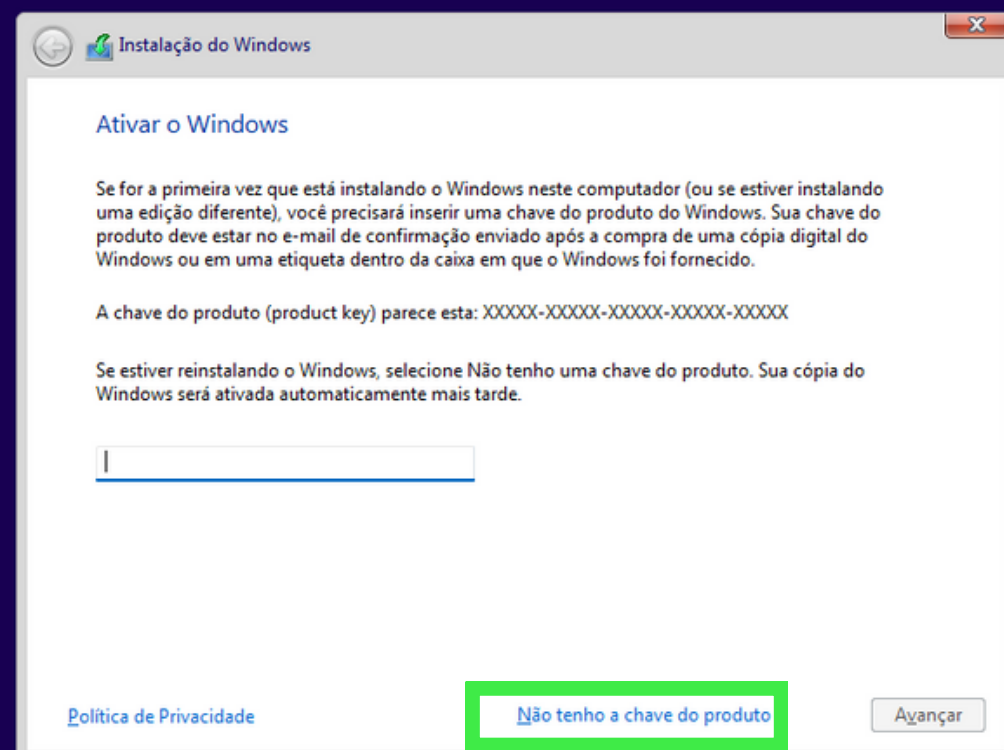 Instalação do Windows
Ativar o Windows
Se for a primeira vez que está instalando o Windows neste computador (ou se estiver instalando
uma edição diferente), você precisará inserir uma chave do produto do Windows. Sua chave do
produto deve estar no e-mail de confirmação enviado após a compra de uma cópia digital do
Windows ou em uma etiqueta dentro da caixa em que o Windows foi fornecido.
A chave do produto (product key) parece esta: XXXXX-XXXXX-XXXXX-XXXXX-XXXXX
Se estiver reinstalando o Windows, selecione Não tenho uma chave do produto. Sua cópia do
Windows será ativada automaticamente mais tarde.
Política de Privacidade
Não tenho a chave do produto
Avançar